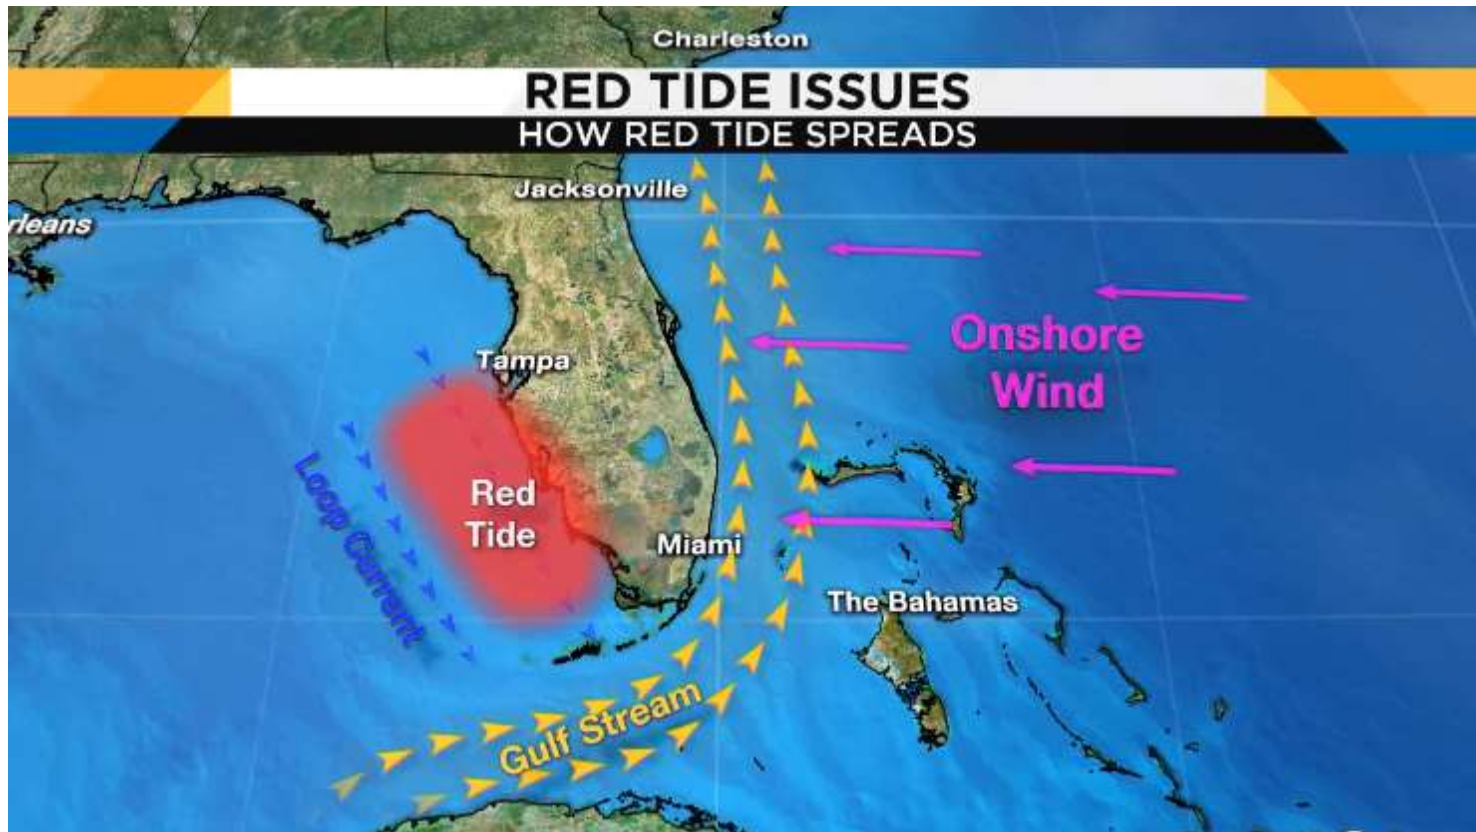 Charleston
RED TIDE ISSUES
HOW RED TIDE SPREADS
Jacksonville
rleans
Onshore
Wind
Tampa
Loop Current
Red
Tide
Miami
The Bahamas
Gulf Stream